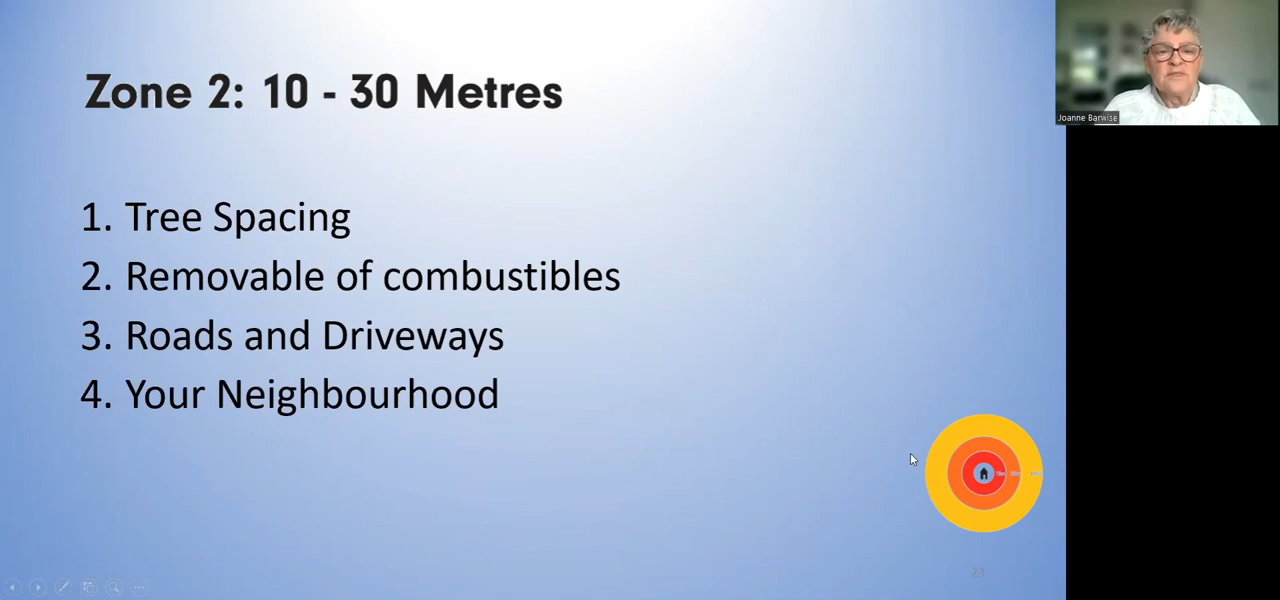 Zone 2: 10 - 30 Metres
1. Tree Spacing
2. Removable of combustibles
3. Roads and Driveways
4. Your Neighbourhood
23
Joanne Barwise